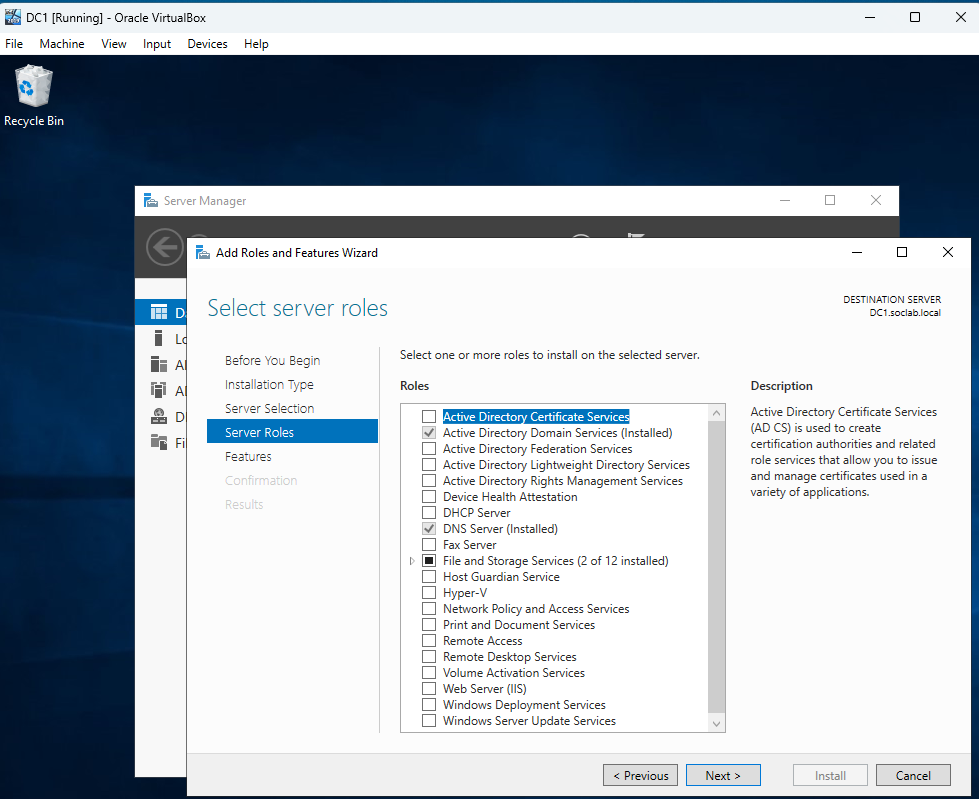 DC1 [Running] - Oracle VirtualBox
File Machine View Input Devices Help
Recycle Bin
Server Manager
Add Roles and Features Wizard
Select server roles
DESTINATION SERVER
DC1.soclab.local
Before You Begin
Installation Type
Server Selection
Server Roles
Features
Confirmation
Results
Select one or more roles to install on the selected server.
Roles
Active Directory Certificate Services
Active Directory Domain Services (Installed)
Active Directory Federation Services
Active Directory Lightweight Directory Services
Active Directory Rights Management Services
Device Health Attestation
DHCP Server
DNS Server (Installed)
Fax Server
File and Storage Services (2 of 12 installed)
Host Guardian Service
Hyper-V
Network Policy and Access Services
Print and Document Services
Remote Access
Remote Desktop Services
Volume Activation Services
Web Server (IIS)
Windows Deployment Services
Windows Server Update Services
Description
Active Directory Certificate Services
(AD CS) is used to create
certification authorities and related
role services that allow you to issue
and manage certificates used in a
variety of applications.
< Previous Next > Install Cancel